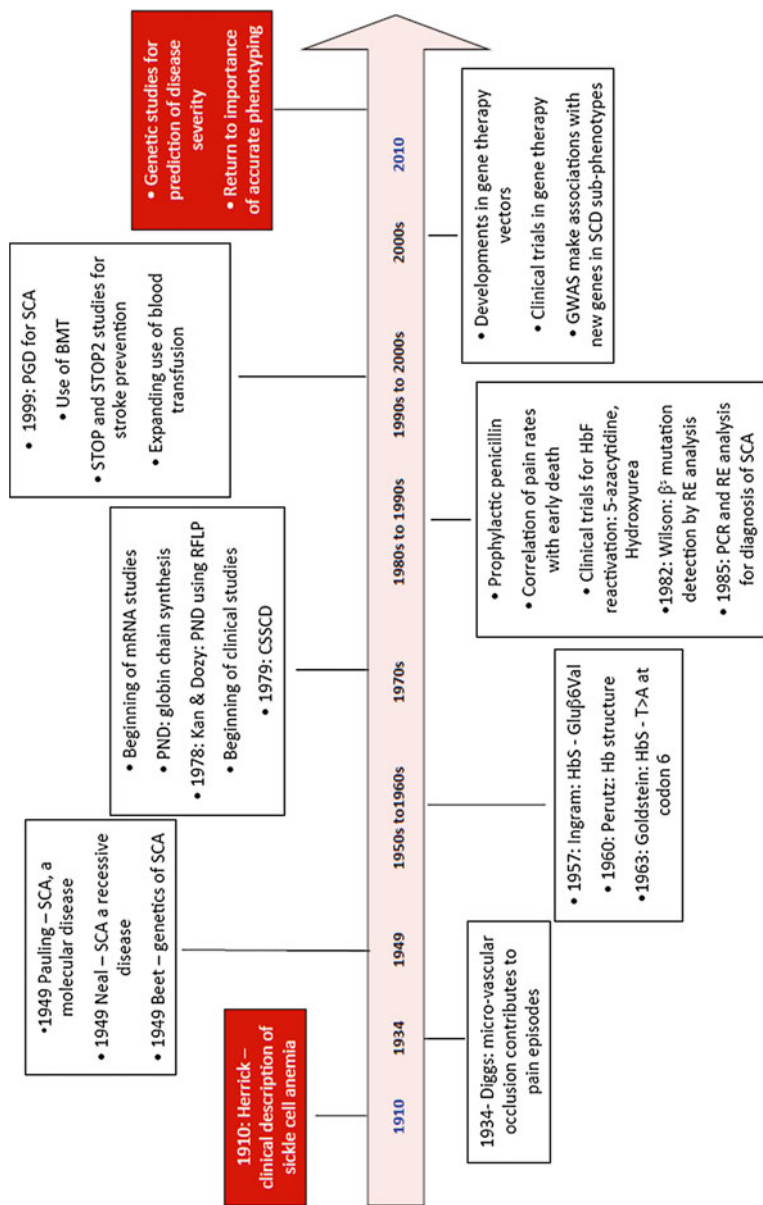 1910: Herrick –
clinical description of
sickle cell anemia
•1949 Pauling – SCA, a
molecular disease
• 1949 Neal – SCA a recessive
disease
• 1949 Beet – genetics of SCA
• Beginning of mRNA studies
• PND: globin chain synthesis
• 1978: Kan & Dozy: PND using RFLP
• Beginning of clinical studies
• 1979: CSSCD
• 1999: PGD for SCA
• Use of BMT
• STOP and STOP2 studies for
stroke prevention
• Expanding use of blood
transfusion
• Genetic studies for
prediction of disease
severity
• Return to importance
of accurate phenotyping
1910
1934
1949
1950s to1960s
1970s
1980s to 1990s
1990s to 2000s
2000s
2010
1934- Diggs: micro-vascular
occlusion contributes to
pain episodes
• 1957: Ingram: HbS - Gluβ6Val
• 1960: Perutz: Hb structure
•1963: Goldstein: HbS - T>A at
codon 6
• Prophylactic penicillin
• Correlation of pain rates
with early death
• Clinical trials for HbF
reactivation: 5-azacytidine,
Hydroxyurea
•1982: Wilson: βˢ mutation
detection by RE analysis
• 1985: PCR and RE analysis
for diagnosis of SCA
• Developments in gene therapy
vectors
• Clinical trials in gene therapy
• GWAS make associations with
new genes in SCD sub-phenotypes